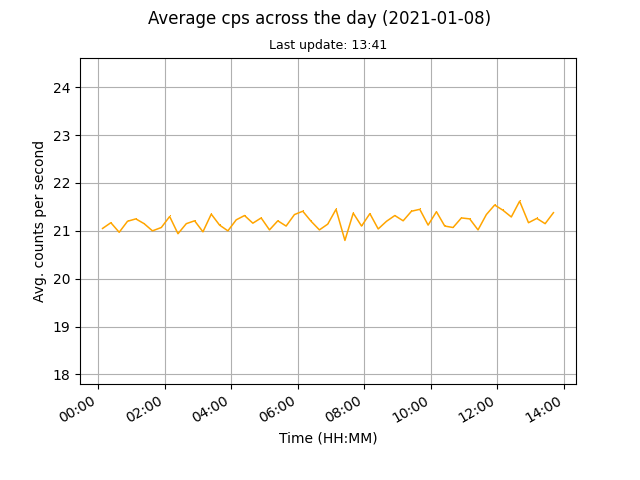 Average cps across the day (2021-01-08)
Last update: 13:41
Avg. counts per second
24
23
22
21
20
19
18
00:00 02:00 04:00 06:00 08:00 10:00 12:00 14:00
Time (HH:MM)